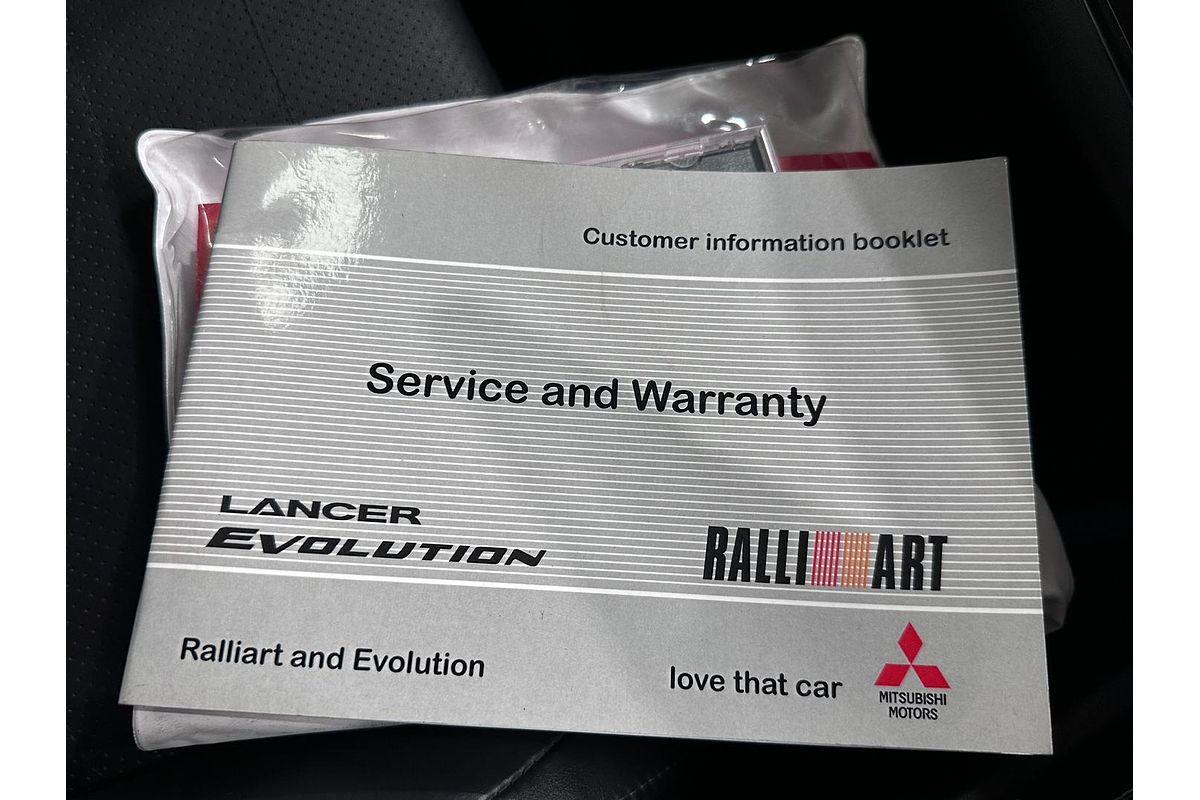 Customer information booklet
Service and Warranty
LANCER
EVOLUTION
RALLIART
Ralliart and Evolution
love that car
MITSUBISHI
MOTORS